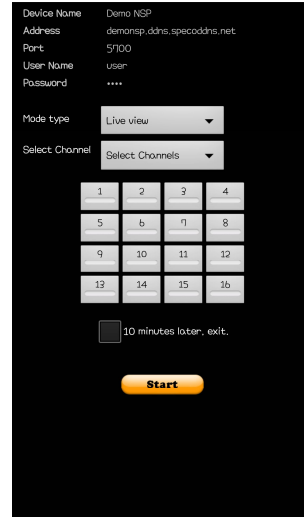 Device Name Demo NSP
Address demonsp.ddns.specoddns.net
Port 5700
User Name user
Password ••••
Mode type Live view
Select Channel Select Channels
1 2 3 4
5 6 7 8
9 10 11 12
13 14 15 16
10 minutes later, exit.
Start